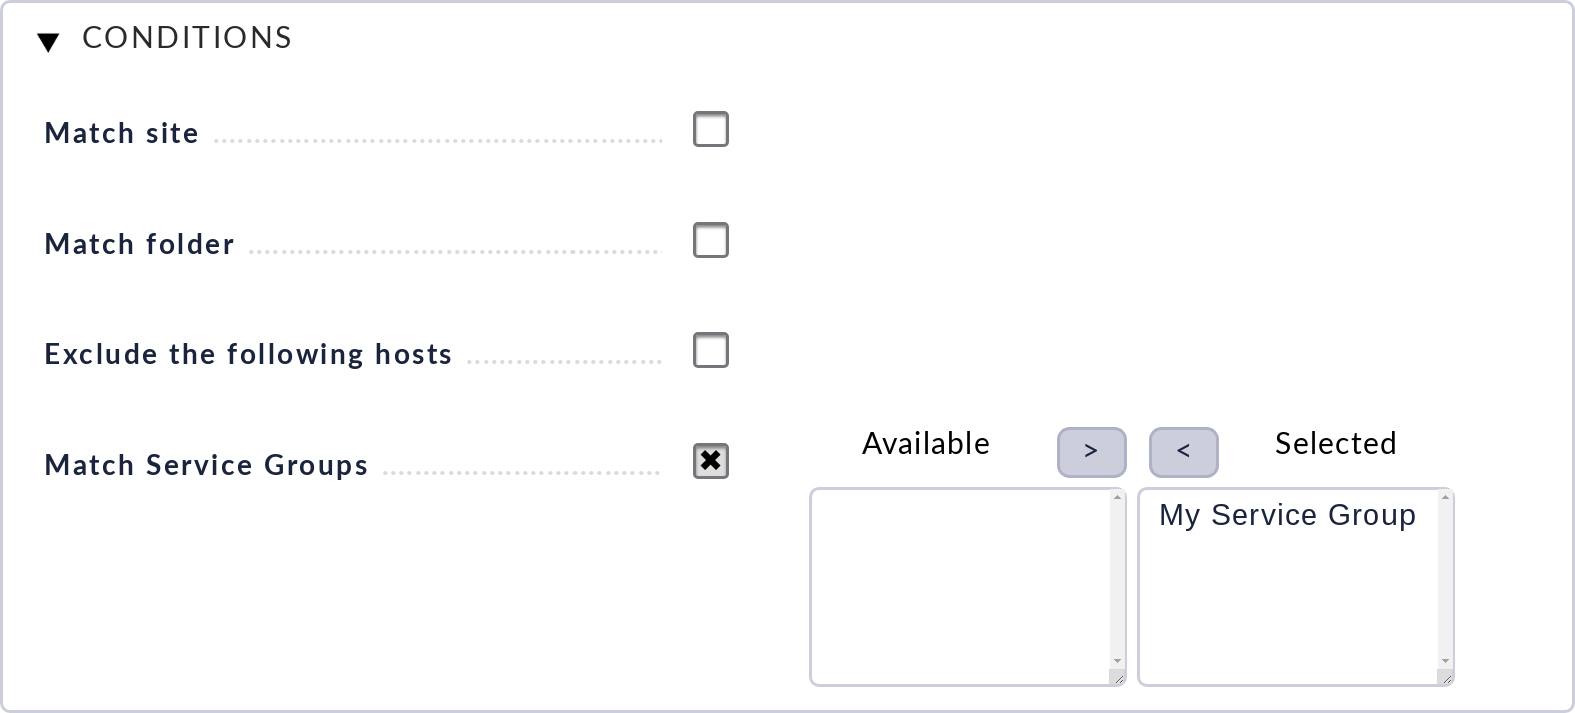 CONDITIONS
Match site
Match folder
Exclude the following hosts
Match Service Groups
Available > < Selected
My Service Group